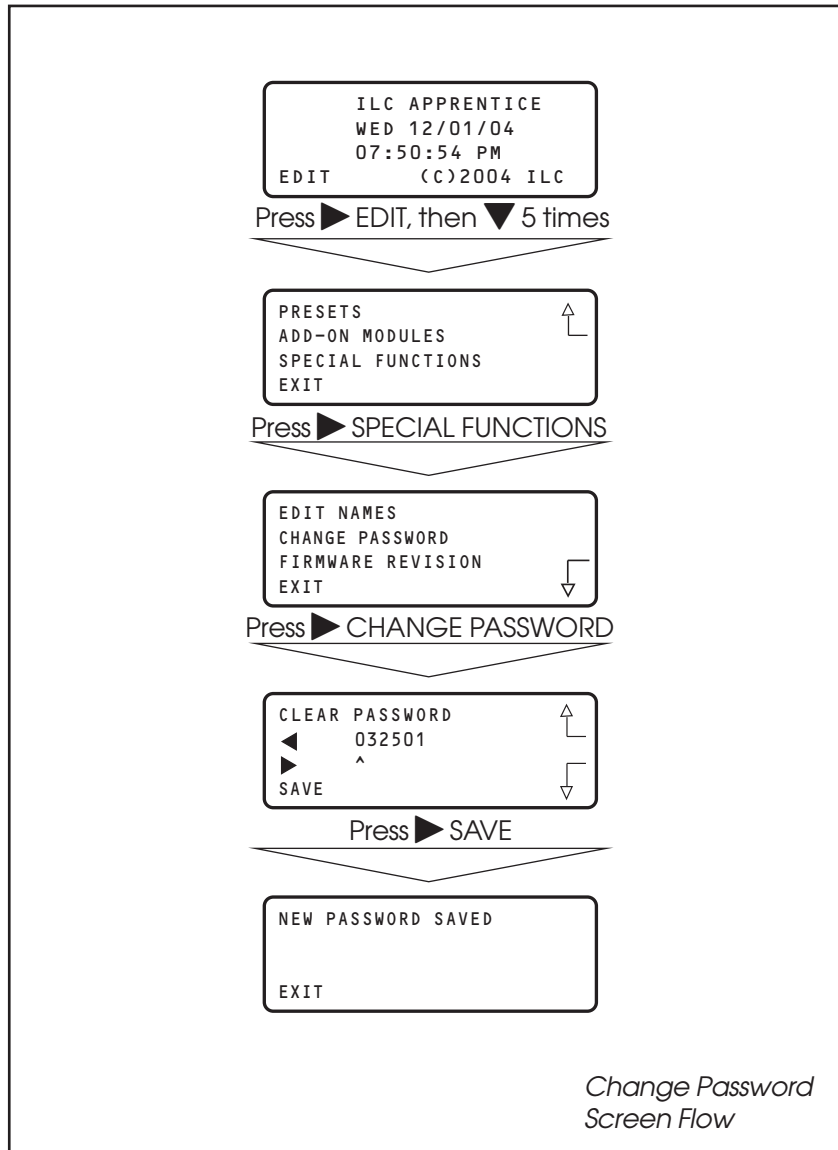 ILC APPRENTICE
WED 12/01/04
07:50:54 PM
EDIT (C)2004 ILC
Press ▶ EDIT, then ▼ 5 times
PRESETS
ADD-ON MODULES
SPECIAL FUNCTIONS
EXIT
Press ▶ SPECIAL FUNCTIONS
EDIT NAMES
CHANGE PASSWORD
FIRMWARE REVISION
EXIT
Press ▶ CHANGE PASSWORD
CLEAR PASSWORD
◀ 032501
▶ ^
SAVE
Press ▶ SAVE
NEW PASSWORD SAVED
EXIT
Change Password
Screen Flow